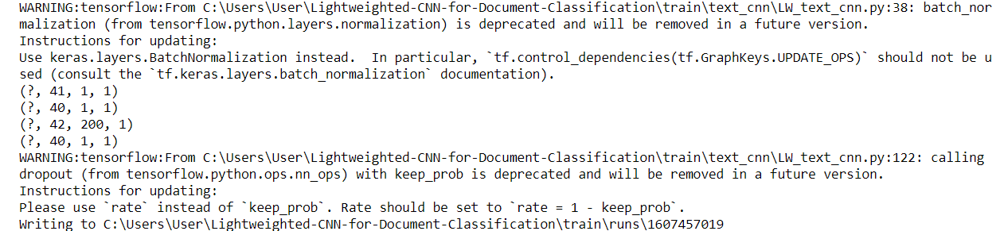 WARNING:tensorflow:From C:\Users\User\Lightweighted-CNN-for-Document-Classification\train\text_cnn\LW_text_cnn.py:38: batch_nor
malization (from tensorflow.python.layers.normalization) is deprecated and will be removed in a future version.
Instructions for updating:
Use keras.layers.BatchNormalization instead.  In particular, `tf.control_dependencies(tf.GraphKeys.UPDATE_OPS)` should not be u
sed (consult the `tf.keras.layers.batch_normalization` documentation).
(?, 41, 1, 1)
(?, 40, 1, 1)
(?, 42, 200, 1)
(?, 40, 1, 1)
WARNING:tensorflow:From C:\Users\User\Lightweighted-CNN-for-Document-Classification\train\text_cnn\LW_text_cnn.py:122: calling
dropout (from tensorflow.python.ops.nn_ops) with keep_prob is deprecated and will be removed in a future version.
Instructions for updating:
Please use `rate` instead of `keep_prob`. Rate should be set to `rate = 1 - keep_prob`.
Writing to C:\Users\User\Lightweighted-CNN-for-Document-Classification\train\runs\1607457019